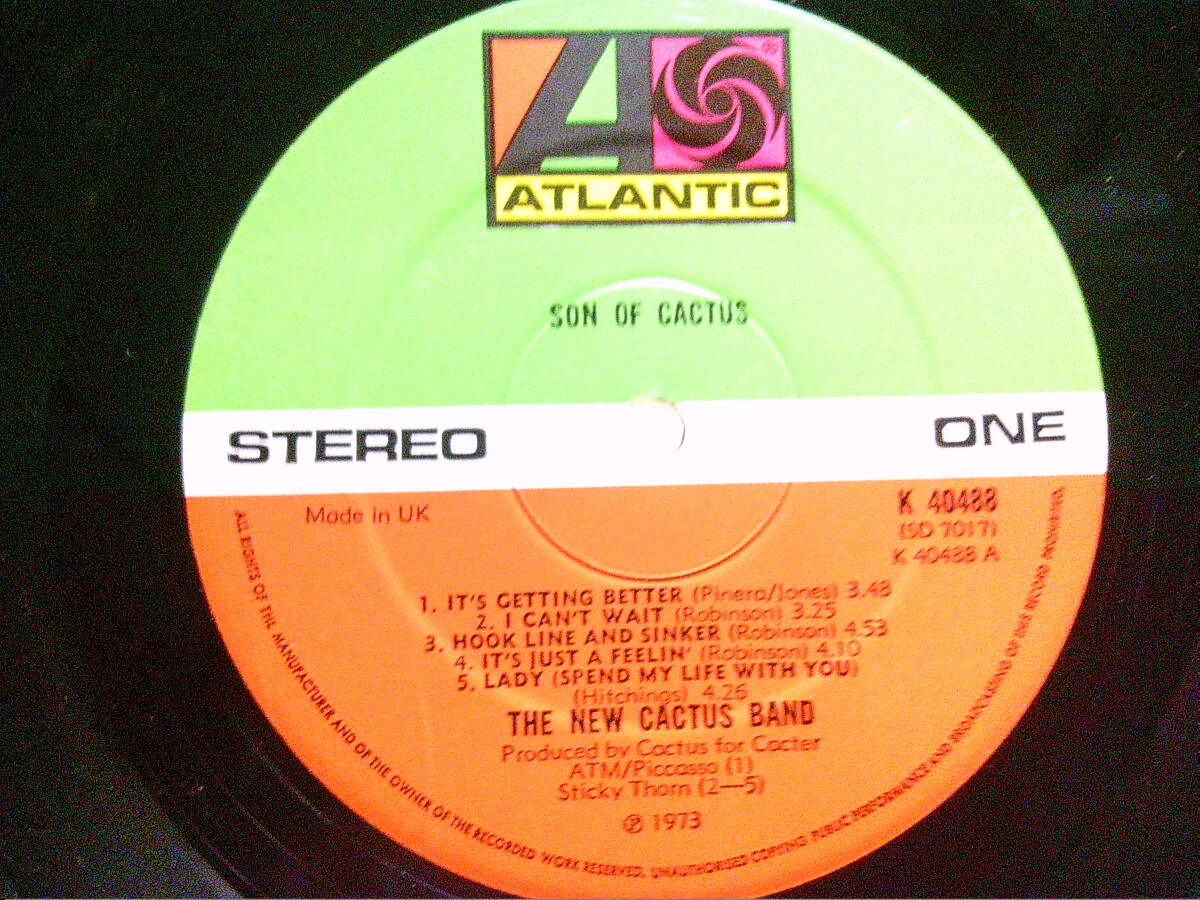 A
®
ATLANTIC
SON OF CACTUS
STEREO
ONE
Made in UK
K 40488
(SD 7017)
K 40488 A
1. IT'S GETTING BETTER (Pinera/Jones) 3.48
2. I CAN'T WAIT (Robinson) 3.25
3. HOOK LINE AND SINKER (Robinson) 4.53
4. IT'S JUST A FEELIN' (Robinson) 4.10
5. LADY (SPEND MY LIFE WITH YOU)
(Hitchings) 4.26
THE NEW CACTUS BAND
Produced by Cactus for Cacter
ATM/Piccasso (1)
Sticky Thorn (2—5)
℗ 1973
ALL RIGHTS OF THE MANUFACTURER AND OF THE OWNER OF THE RECORDED WORK RESERVED. UNAUTHORISED COPYING PUBLIC PERFORMANCE AND BROADCASTING OF THIS RECORD PROHIBITED.